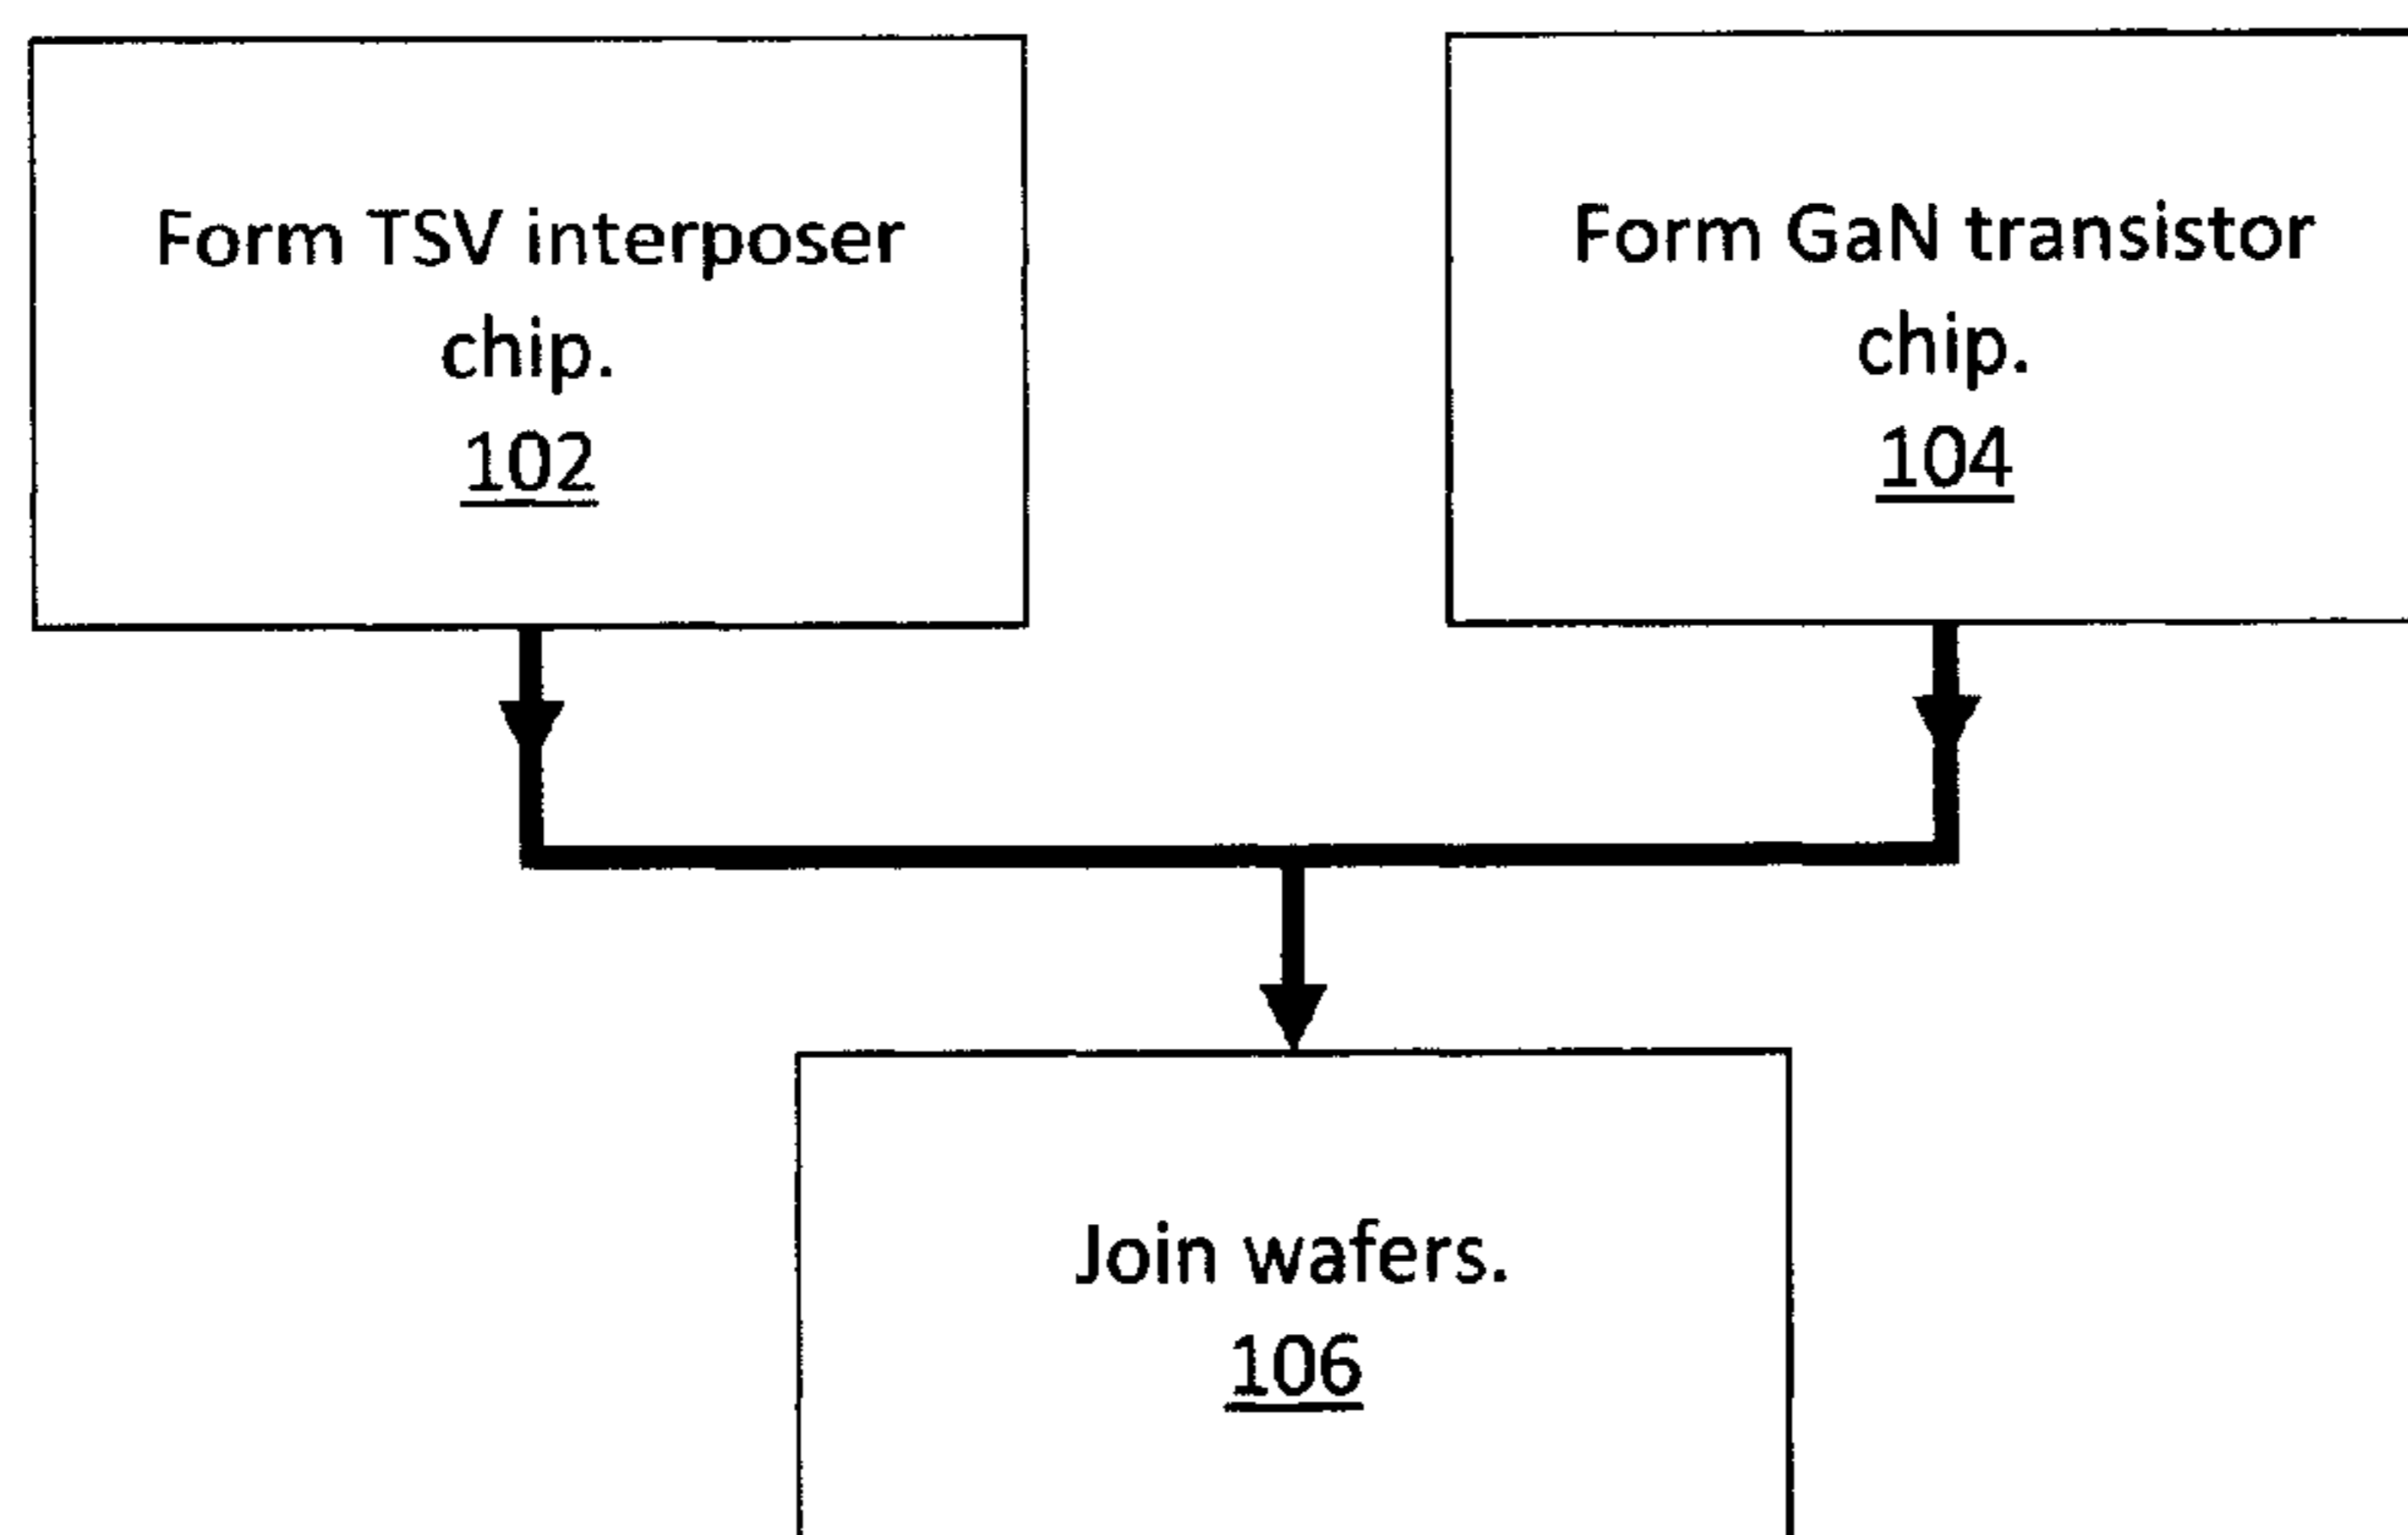 Form TSV interposer
chip.
102
Form GaN transistor
chip.
104
Join wafers.
106